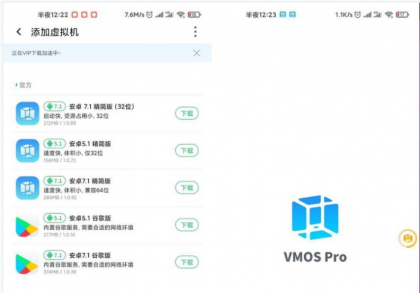 半夜12:22
7.6M/s
添加虚拟机
正在VIP下载加速中~
官方
7.1 安卓 7.1 精简版 (32位)
启动快, 资源占用小, 32位
212MB / 1.0.89
下载
5.1 安卓5.1 精简版
速度快, 体积小, 仅32位
156MB / 1.0.72
下载
7.1 安卓7.1 精简版
速度快, 体积小, 兼容64位
285MB / 1.0.92
下载
5.1 安卓5.1 谷歌版
内置谷歌服务, 需要合适的网络环境
217MB / 1.0.16
下载
7.1 安卓7.1 谷歌版
内置谷歌服务, 需要合适的网络环境
324MB / 1.0.39
下载
半夜12:23
1.1K/s
VMOS Pro